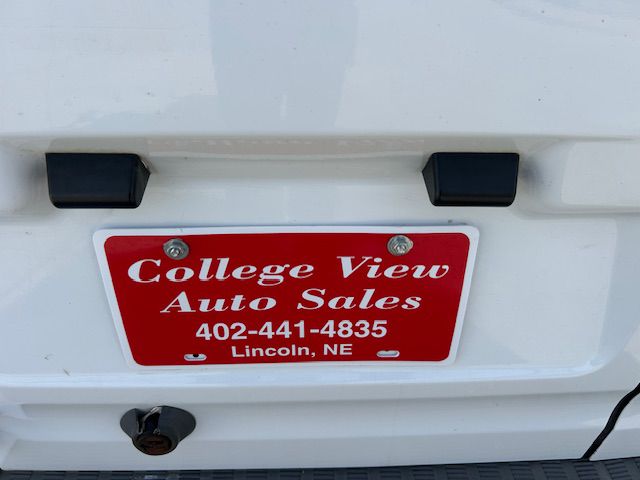 College View
Auto Sales
402-441-4835
Lincoln, NE